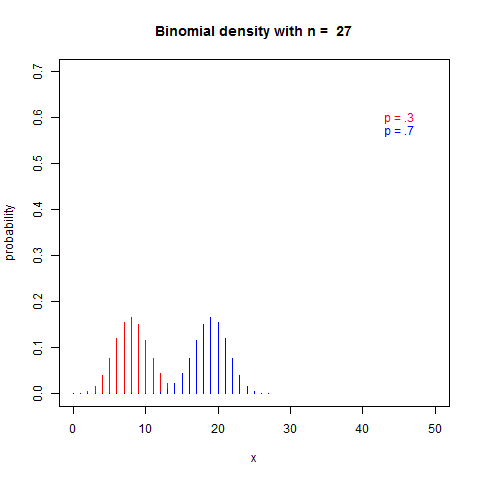 Binomial density with n =  27
0.7
0.6
0.5
0.4
0.3
0.2
0.1
0.0
probability
p = .3
p = .7
0 10 20 30 40 50
x